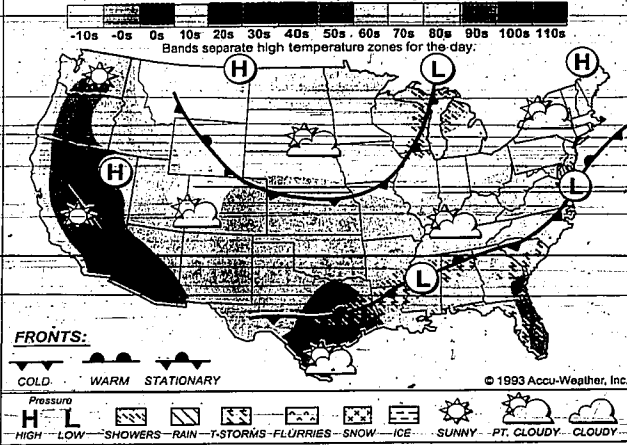 -10s -0s 0s 10s 20s 30s 40s 50s 60s 70s 80s 90s 100s 110s
Bands separate high temperature zones for the day.
H L H
H
L
L
FRONTS:
COLD WARM STATIONARY
© 1993 Accu-Weather, Inc.
Pressure
H L
HIGH LOW SHOWERS RAIN T-STORMS FLURRIES SNOW ICE SUNNY PT. CLOUDY CLOUDY